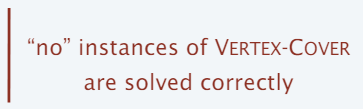 “no” instances of VERTEX-COVER
are solved correctly